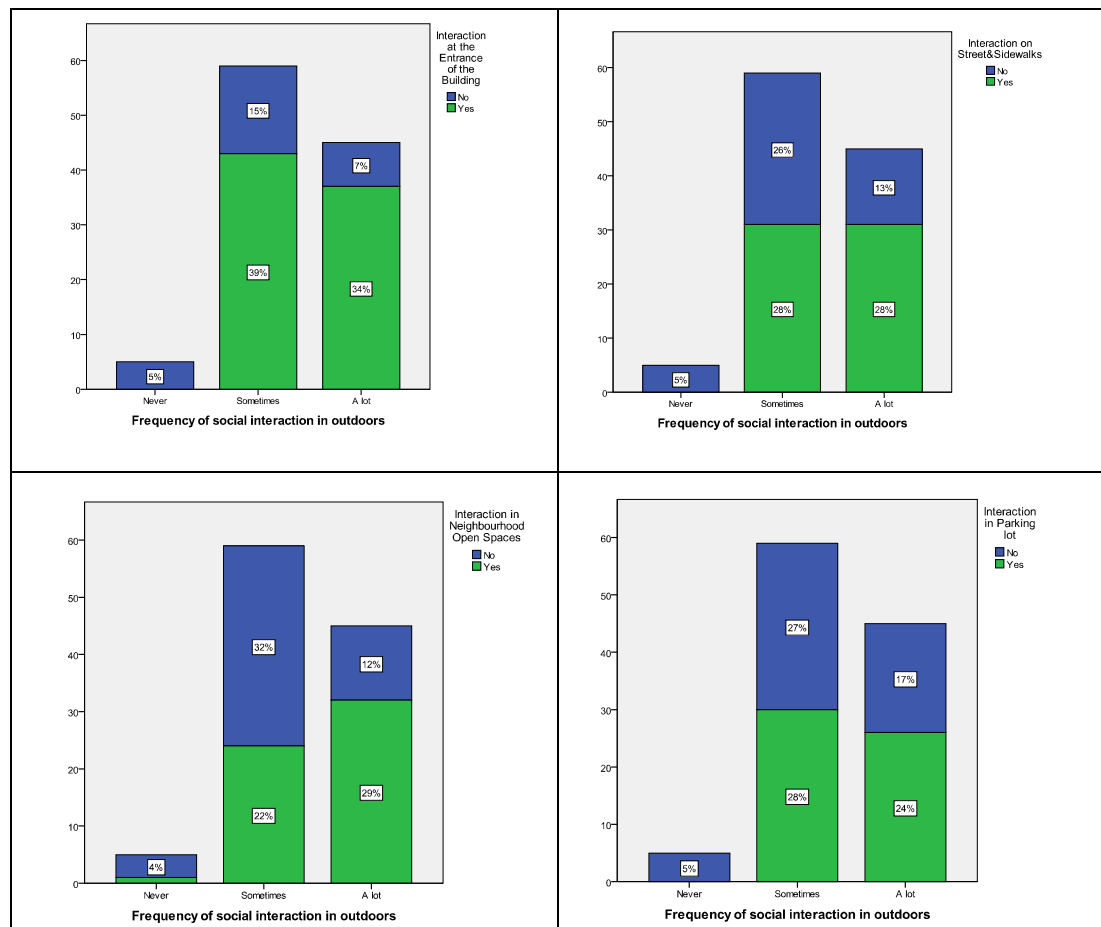 Interaction
at the
Entrance
of the
Building
No
Yes
60
50
40
30
20
10
0
15%
7%
39%
34%
5%
Never
Sometimes
A lot
Frequency of social interaction in outdoors
Interaction on
Street&Sidewalks
No
Yes
60
50
40
30
20
10
0
26%
13%
28%
28%
5%
Never
Sometimes
A lot
Frequency of social interaction in outdoors
Interaction in
Neighbourhood
Open Spaces
No
Yes
60
50
40
30
20
10
0
32%
12%
22%
29%
4%
Never
Sometimes
A lot
Frequency of social interaction in outdoors
Interaction
in Parking
lot
No
Yes
60
50
40
30
20
10
0
27%
17%
28%
24%
5%
Never
Sometimes
A lot
Frequency of social interaction in outdoors